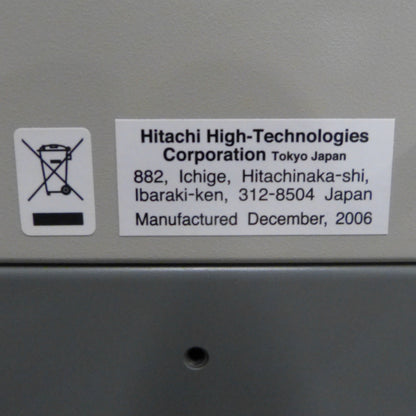 Hitachi High-Technologies
Corporation Tokyo Japan
882, Ichige, Hitachinaka-shi,
Ibaraki-ken, 312-8504 Japan
Manufactured December, 2006